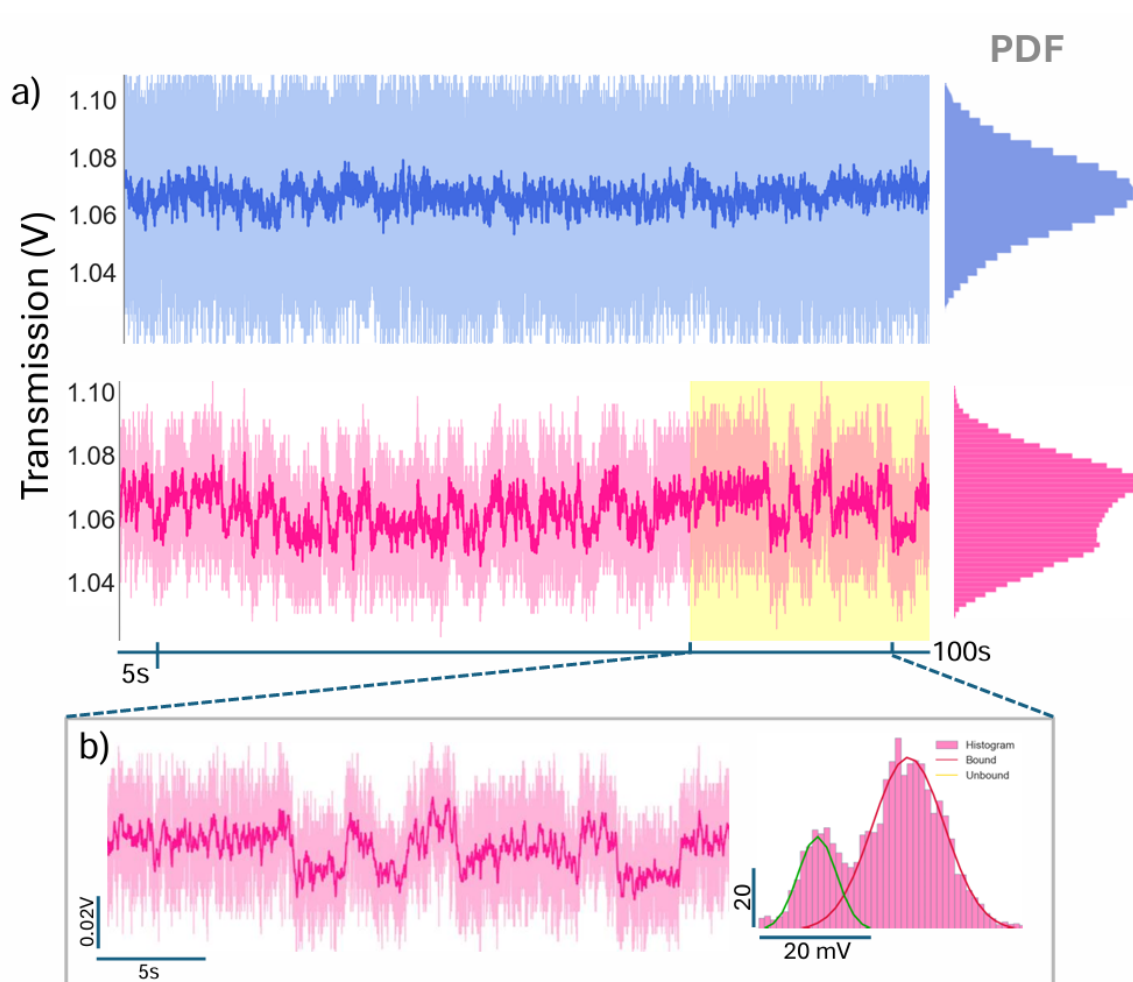 PDF
a)
1.10
1.08
1.06
1.04
Transmission (V)
1.10
1.08
1.06
1.04
5s
100s
b)
Histogram
Bound
Unbound
0.02V
5s
20
20 mV